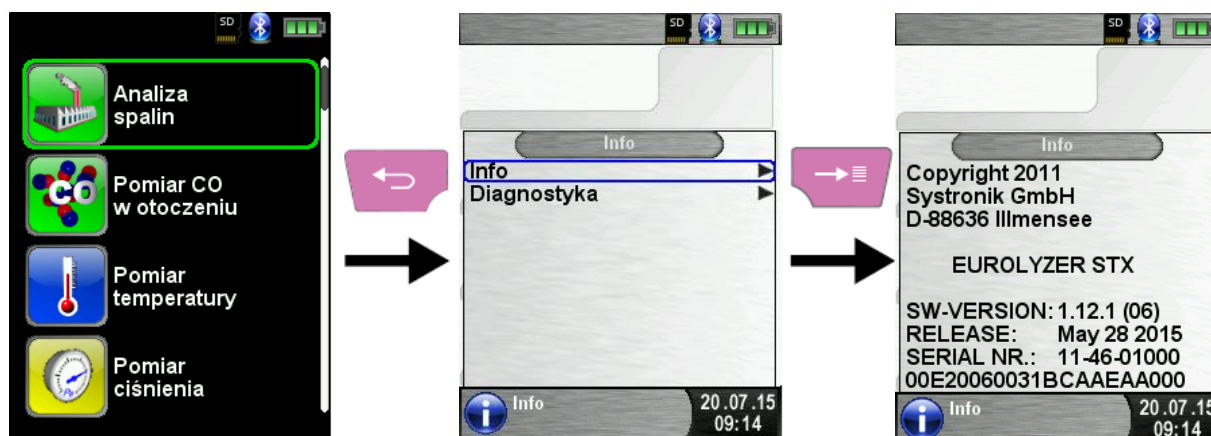 SD
Analiza
spalin
CO
Pomiar CO
w otoczeniu
Pomiar
temperatury
Pa
Pomiar
ciśnienia
SD
Info
Info
Diagnostyka
Info
20.07.15
09:14
SD
Info
Copyright 2011
Systronik GmbH
D-88636 Illmensee
EUROLYZER STX
SW-VERSION: 1.12.1 (06)
RELEASE: May 28 2015
SERIAL NR.: 11-46-01000
00E20060031BCAAEAA000
Info
20.07.15
09:14